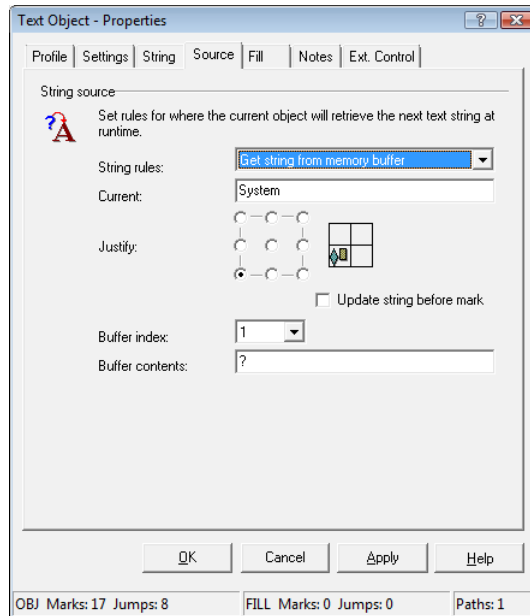 Text Object - Properties
Profile Settings String Source Fill Notes Ext. Control
String source
Set rules for where the current object will retrieve the next text string at
runtime.
String rules: Get string from memory buffer
Current: System
Justify:
Update string before mark
Buffer index: 1
Buffer contents: ?
OK Cancel Apply Help
OBJ Marks: 17 Jumps: 8 FILL Marks: 0 Jumps: 0 Paths: 1